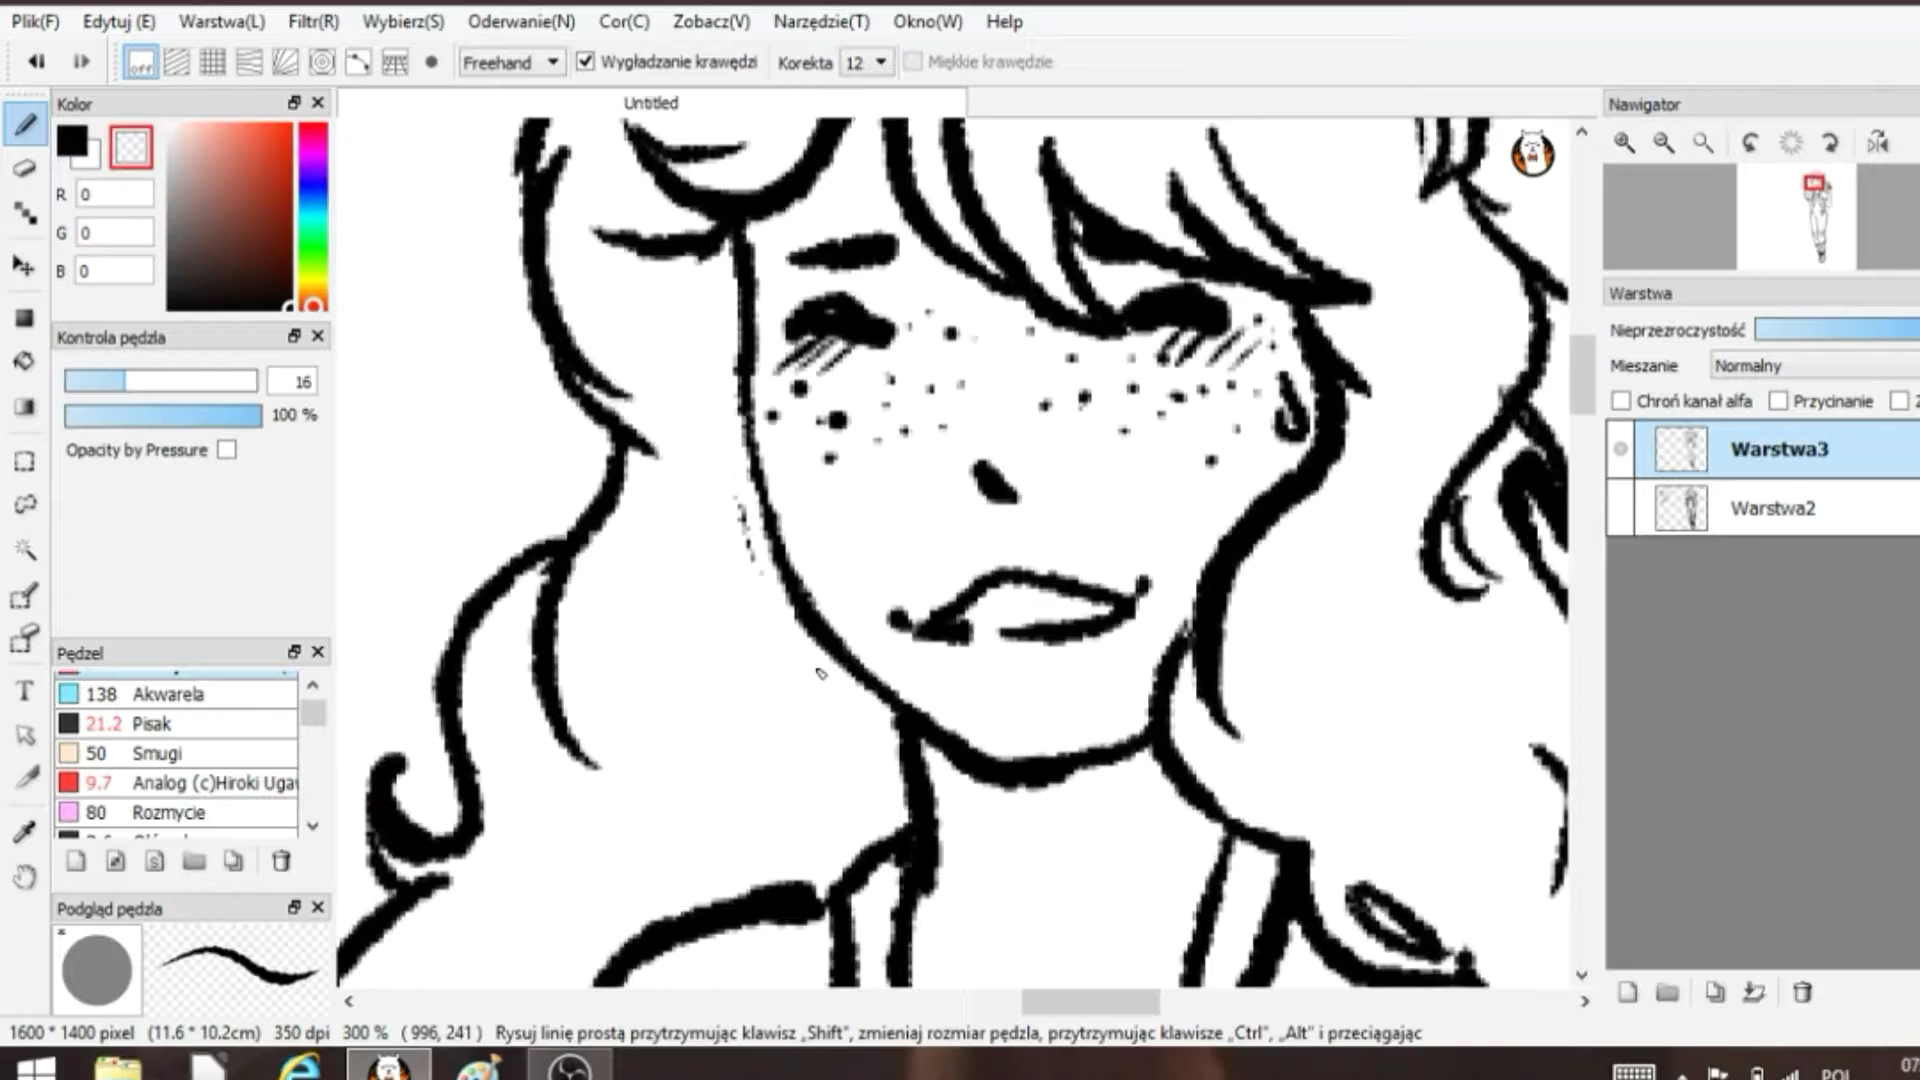 Plik(F) Edytuj (E) Warstwa(L) Filtr(R) Wybierz(S) Oderwanie(N) Cor(C) Zobacz(V) Narzędzie(T) Okno(W) Help
off Freehand Wygładzanie krawędzi Korekta 12 Miękkie krawędzie
Kolor
R 0
G 0
B 0
Kontrola pędzla
16
100 %
Opacity by Pressure
Pędzel
138 Akwarela
21.2 Pisak
50 Smugi
9.7 Analog (c)Hiroki Uga
80 Rozmycie
Podgląd pędzla
Untitled
Nawigator
Warstwa
Nieprzezroczystość
Mieszanie Normalny
Chroń kanał alfa Przycinanie Z
Warstwa3
Warstwa2
1600 * 1400 pixel (11.6 * 10.2cm) 350 dpi 300 % ( 996, 241 ) Rysuj linię prostą przytrzymując klawisz „Shift", zmieniaj rozmiar pędzla, przytrzymując klawisze „Ctrl", „Alt" i przeciągając
POL 07